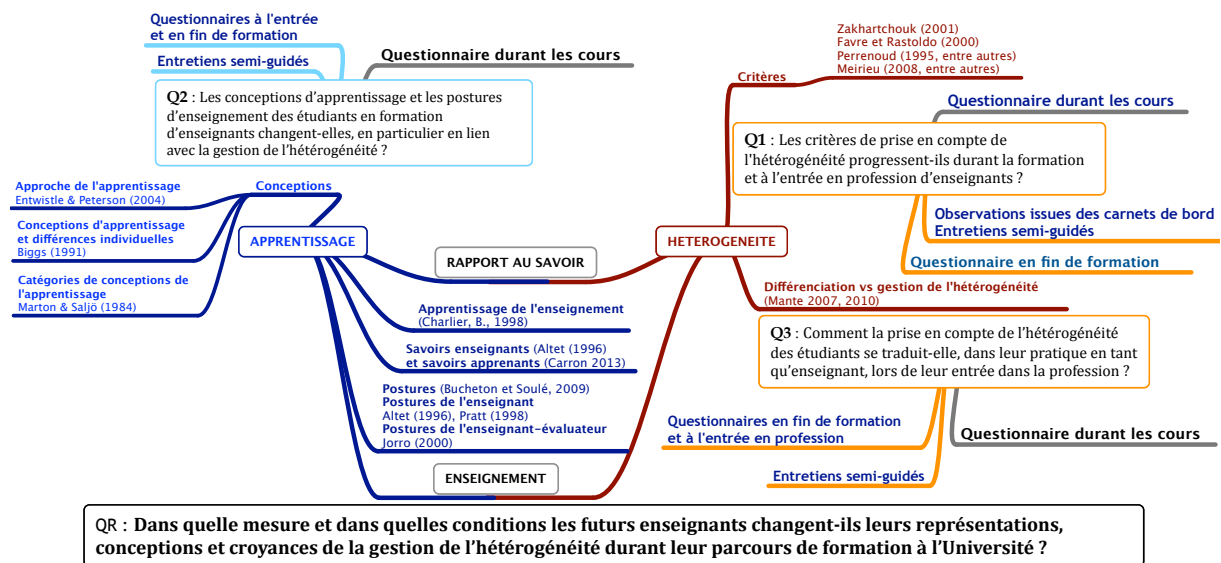 Questionnaires à l'entrée
et en fin de formation
Entretiens semi-guidés
Questionnaire durant les cours
Q2 : Les conceptions d'apprentissage et les postures
d'enseignement des étudiants en formation
d'enseignants changent-elles, en particulier en lien
avec la gestion de l'hétérogénéité ?
Zakhartchouk (2001)
Favre et Rastoldo (2000)
Perrenoud (1995, entre autres)
Meirieu (2008, entre autres)
Critères
Questionnaire durant les cours
Q1 : Les critères de prise en compte de
l'hétérogénéité progressent-ils durant la formation
et à l'entrée en profession d'enseignants ?
Observations issues des carnets de bord
Entretiens semi-guidés
Questionnaire en fin de formation
Conceptions
Approche de l'apprentissage
Entwistle & Peterson (2004)
Conceptions d'apprentissage
et différences individuelles
Biggs (1991)
Catégories de conceptions de
l'apprentissage
Marton & Saljö (1984)
APPRENTISSAGE
HETEROGENEITE
RAPPORT AU SAVOIR
Apprentissage de l'enseignement
(Charlier, B., 1998)
Savoirs enseignants (Altet (1996)
et savoirs apprenants (Carron 2013)
Postures (Bucheton et Soulé, 2009)
Postures de l'enseignant
Altet (1996), Pratt (1998)
Postures de l'enseignant-évaluateur
Jorro (2000)
ENSEIGNEMENT
Différenciation vs gestion de l'hétérogénéité
(Mante 2007, 2010)
Q3 : Comment la prise en compte de l'hétérogénéité
des étudiants se traduit-elle, dans leur pratique en tant
qu'enseignant, lors de leur entrée dans la profession ?
Questionnaires en fin de formation
et à l'entrée en profession
Questionnaire durant les cours
Entretiens semi-guidés
QR : Dans quelle mesure et dans quelles conditions les futurs enseignants changent-ils leurs représentations,
conceptions et croyances de la gestion de l'hétérogénéité durant leur parcours de formation à l'Université ?